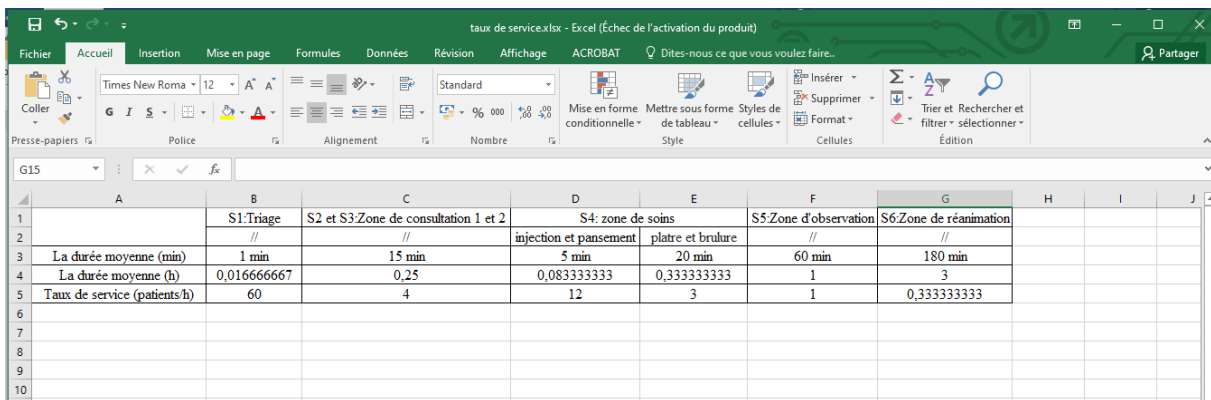 taux de service.xlsx - Excel (Échec de l'activation du produit)
Fichier Accueil Insertion Mise en page Formules Données Révision Affichage ACROBAT Dites-nous ce que vous voulez faire.. Partager
Coller
Times New Roma 12 A A
G I S A
Standard
% 000 ,00
Mise en forme conditionnelle
Mettre sous forme de tableau
Styles de cellules
Insérer
Supprimer
Format
Σ
Trier et filtrer
Rechercher et sélectionner
Presse-papiers Police Alignement Nombre Style Cellules Édition
G15 fx
A B C D E F G H I J
1 S1:Triage S2 et S3:Zone de consultation 1 et 2 S4: zone de soins S5:Zone d'observation S6:Zone de réanimation
2 // // injection et pansement platre et brulure // //
3 La durée moyenne (min) 1 min 15 min 5 min 20 min 60 min 180 min
4 La durée moyenne (h) 0,016666667 0,25 0,083333333 0,333333333 1 3
5 Taux de service (patients/h) 60 4 12 3 1 0,333333333
6
7
8
9
10